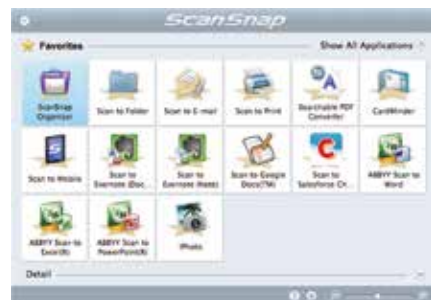 ScanSnap
Favorites
Show All Applications
ScanSnap
Organizer
Scan to Folder
Scan to E-mail
Scan to Print
Searchable PDF
Converter
CardMinder
Scan to Mobile
Scan to
Evernote (Doc...
Scan to
Evernote (Note)
Scan to Google
Docs(TM)
Scan to
Salesforce Ch...
ABBYY Scan to
Word
ABBYY Scan to
Excel(R)
ABBYY Scan to
PowerPoint(R)
iPhoto
Detail